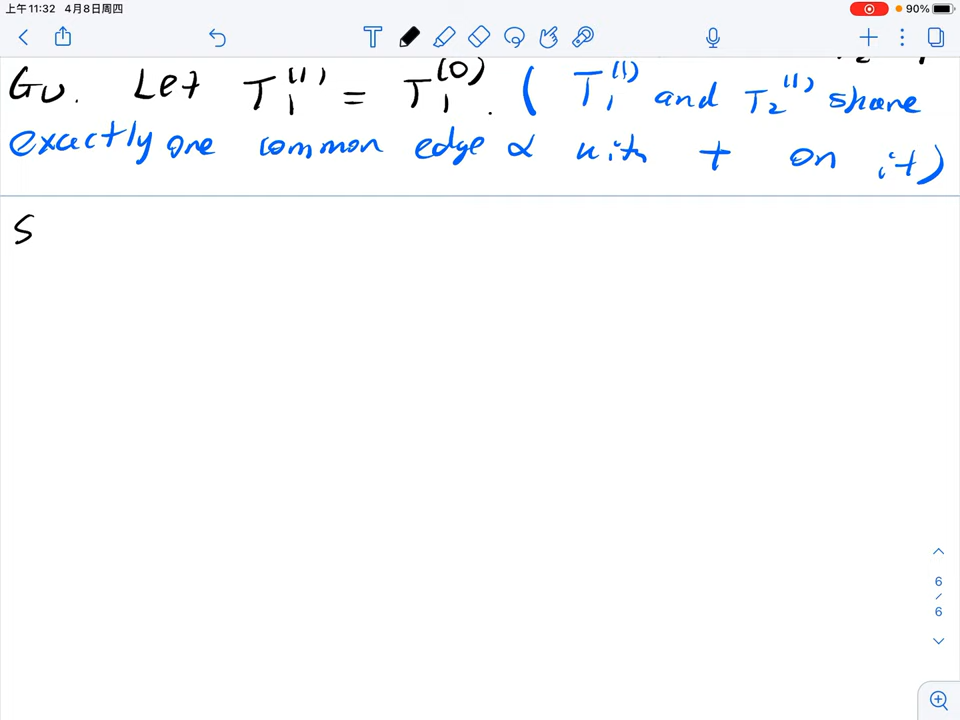 上午11:32 4月8日周四
90%
Gu. Let T₁⁽¹⁾ = T₁⁽⁰⁾. ( T₁⁽¹⁾ and T₂⁽¹⁾ share
exactly one common edge α with + on it)
S
6
/
6